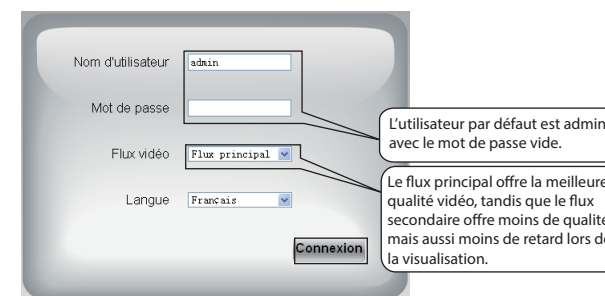 Nom d'utilisateur admin
Mot de passe
L'utilisateur par défaut est admin
avec le mot de passe vide.
Flux vidéo Flux principal
Le flux principal offre la meilleure
qualité vidéo, tandis que le flux
secondaire offre moins de qualité
mais aussi moins de retard lors de
la visualisation.
Langue Français
Connexion